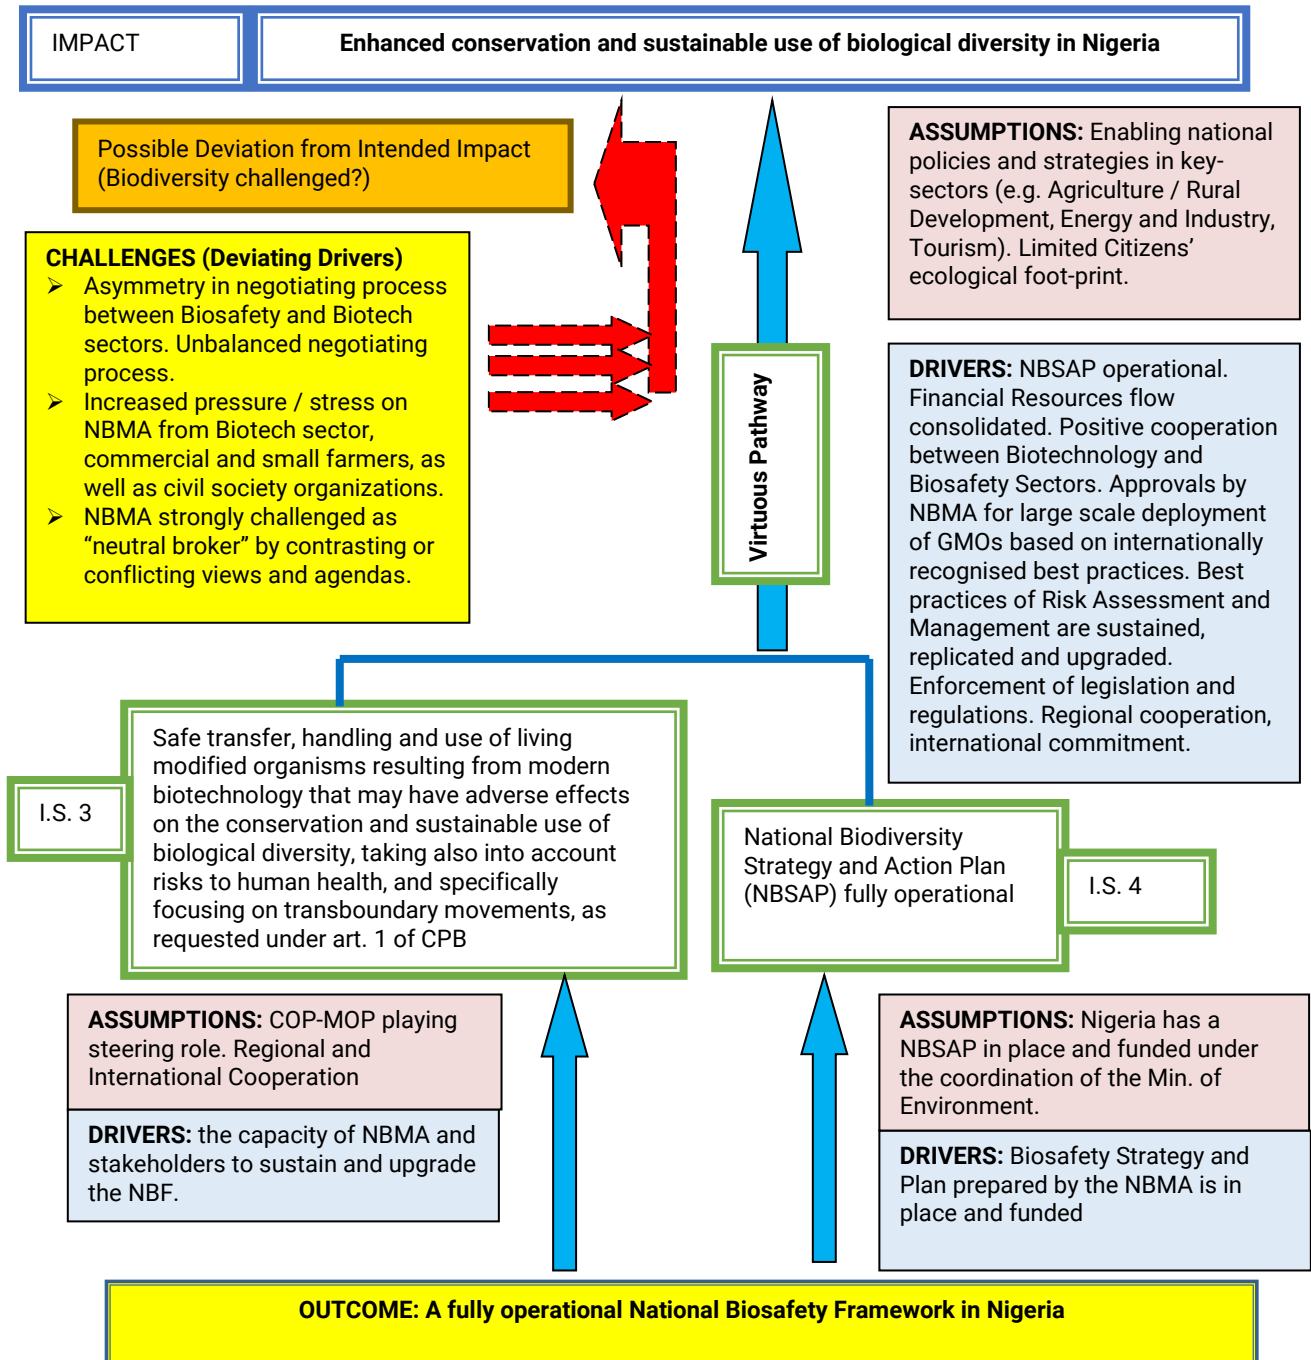 IMPACT
Enhanced conservation and sustainable use of biological diversity in Nigeria
Possible Deviation from Intended Impact
(Biodiversity challenged?)
CHALLENGES (Deviating Drivers)
➢ Asymmetry in negotiating process
between Biosafety and Biotech
sectors. Unbalanced negotiating
process.
➢ Increased pressure / stress on
NBMA from Biotech sector,
commercial and small farmers, as
well as civil society organizations.
➢ NBMA strongly challenged as
“neutral broker” by contrasting or
conflicting views and agendas.
Virtuous Pathway
ASSUMPTIONS: Enabling national
policies and strategies in key-
sectors (e.g. Agriculture / Rural
Development, Energy and Industry,
Tourism). Limited Citizens’
ecological foot-print.
DRIVERS: NBSAP operational.
Financial Resources flow
consolidated. Positive cooperation
between Biotechnology and
Biosafety Sectors. Approvals by
NBMA for large scale deployment
of GMOs based on internationally
recognised best practices. Best
practices of Risk Assessment and
Management are sustained,
replicated and upgraded.
Enforcement of legislation and
regulations. Regional cooperation,
international commitment.
I.S. 3
Safe transfer, handling and use of living
modified organisms resulting from modern
biotechnology that may have adverse effects
on the conservation and sustainable use of
biological diversity, taking also into account
risks to human health, and specifically
focusing on transboundary movements, as
requested under art. 1 of CPB
National Biodiversity
Strategy and Action Plan
(NBSAP) fully operational
I.S. 4
ASSUMPTIONS: COP-MOP playing
steering role. Regional and
International Cooperation
DRIVERS: the capacity of NBMA and
stakeholders to sustain and upgrade
the NBF.
ASSUMPTIONS: Nigeria has a
NBSAP in place and funded under
the coordination of the Min. of
Environment.
DRIVERS: Biosafety Strategy and
Plan prepared by the NBMA is in
place and funded
OUTCOME: A fully operational National Biosafety Framework in Nigeria